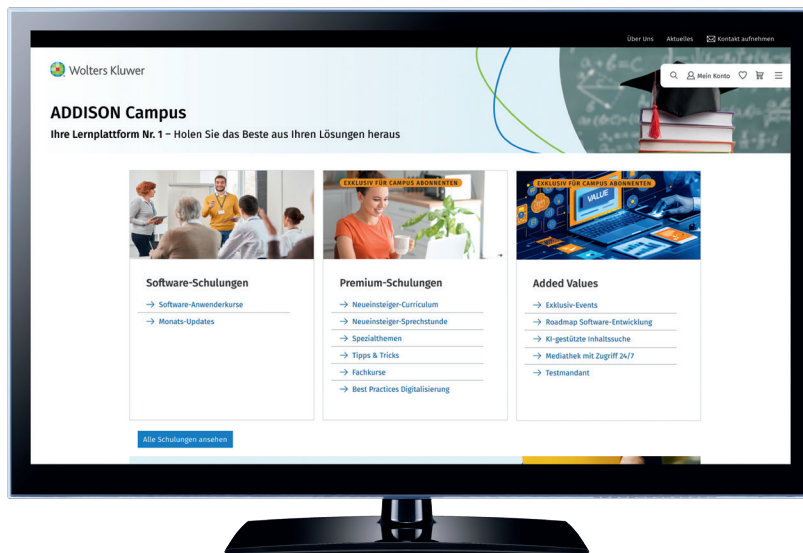 Über Uns Aktuelles Kontakt aufnehmen
Wolters Kluwer
Mein Konto
ADDISON Campus
Ihre Lernplattform Nr. 1 – Holen Sie das Beste aus Ihren Lösungen heraus
EXKLUSIV FÜR CAMPUS ABONNENTEN
EXKLUSIV FÜR CAMPUS ABONNENTEN
VALUE
Software-Schulungen
→ Software-Anwenderkurse
→ Monats-Updates
Premium-Schulungen
→ Neueinsteiger-Curriculum
→ Neueinsteiger-Sprechstunde
→ Spezialthemen
→ Tipps & Tricks
→ Fachkurse
→ Best Practices Digitalisierung
Added Values
→ Exklusiv-Events
→ Roadmap Software-Entwicklung
→ KI-gestützte Inhaltssuche
→ Mediathek mit Zugriff 24/7
→ Testmandant
Alle Schulungen ansehen